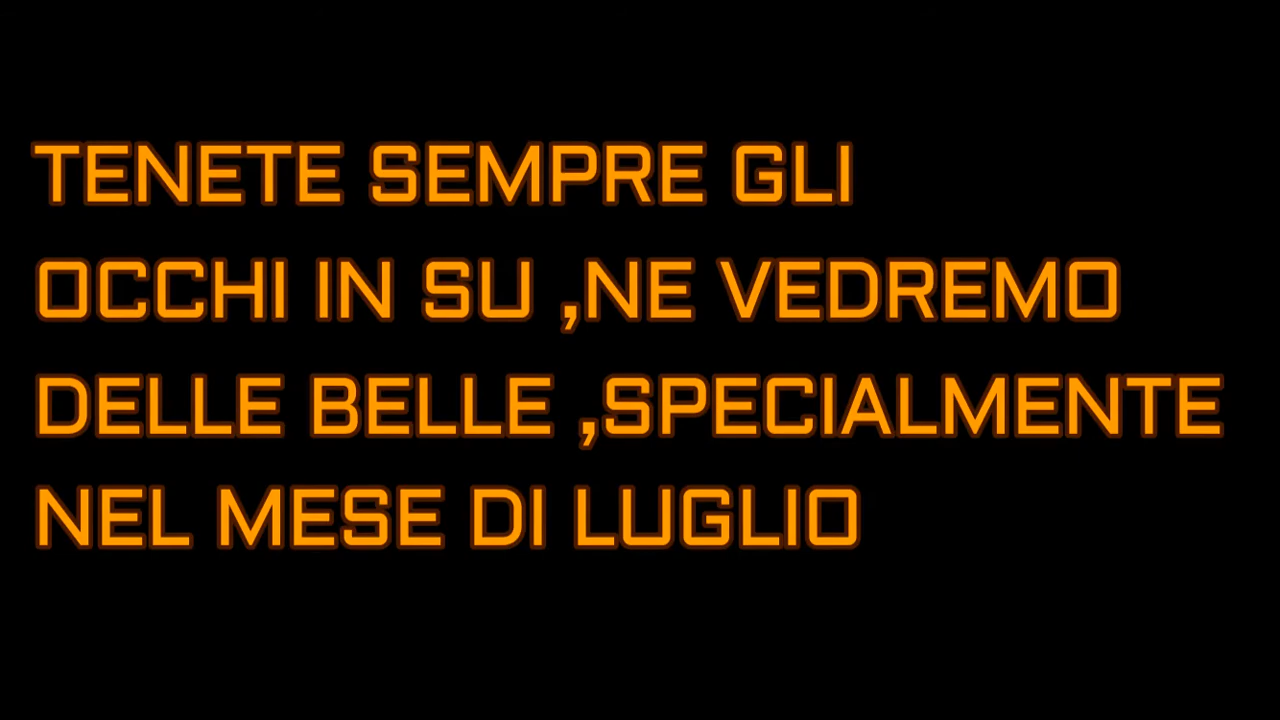 TENETE SEMPRE GLI
OCCHI IN SU ,NE VEDREMO
DELLE BELLE ,SPECIALMENTE
NEL MESE DI LUGLIO